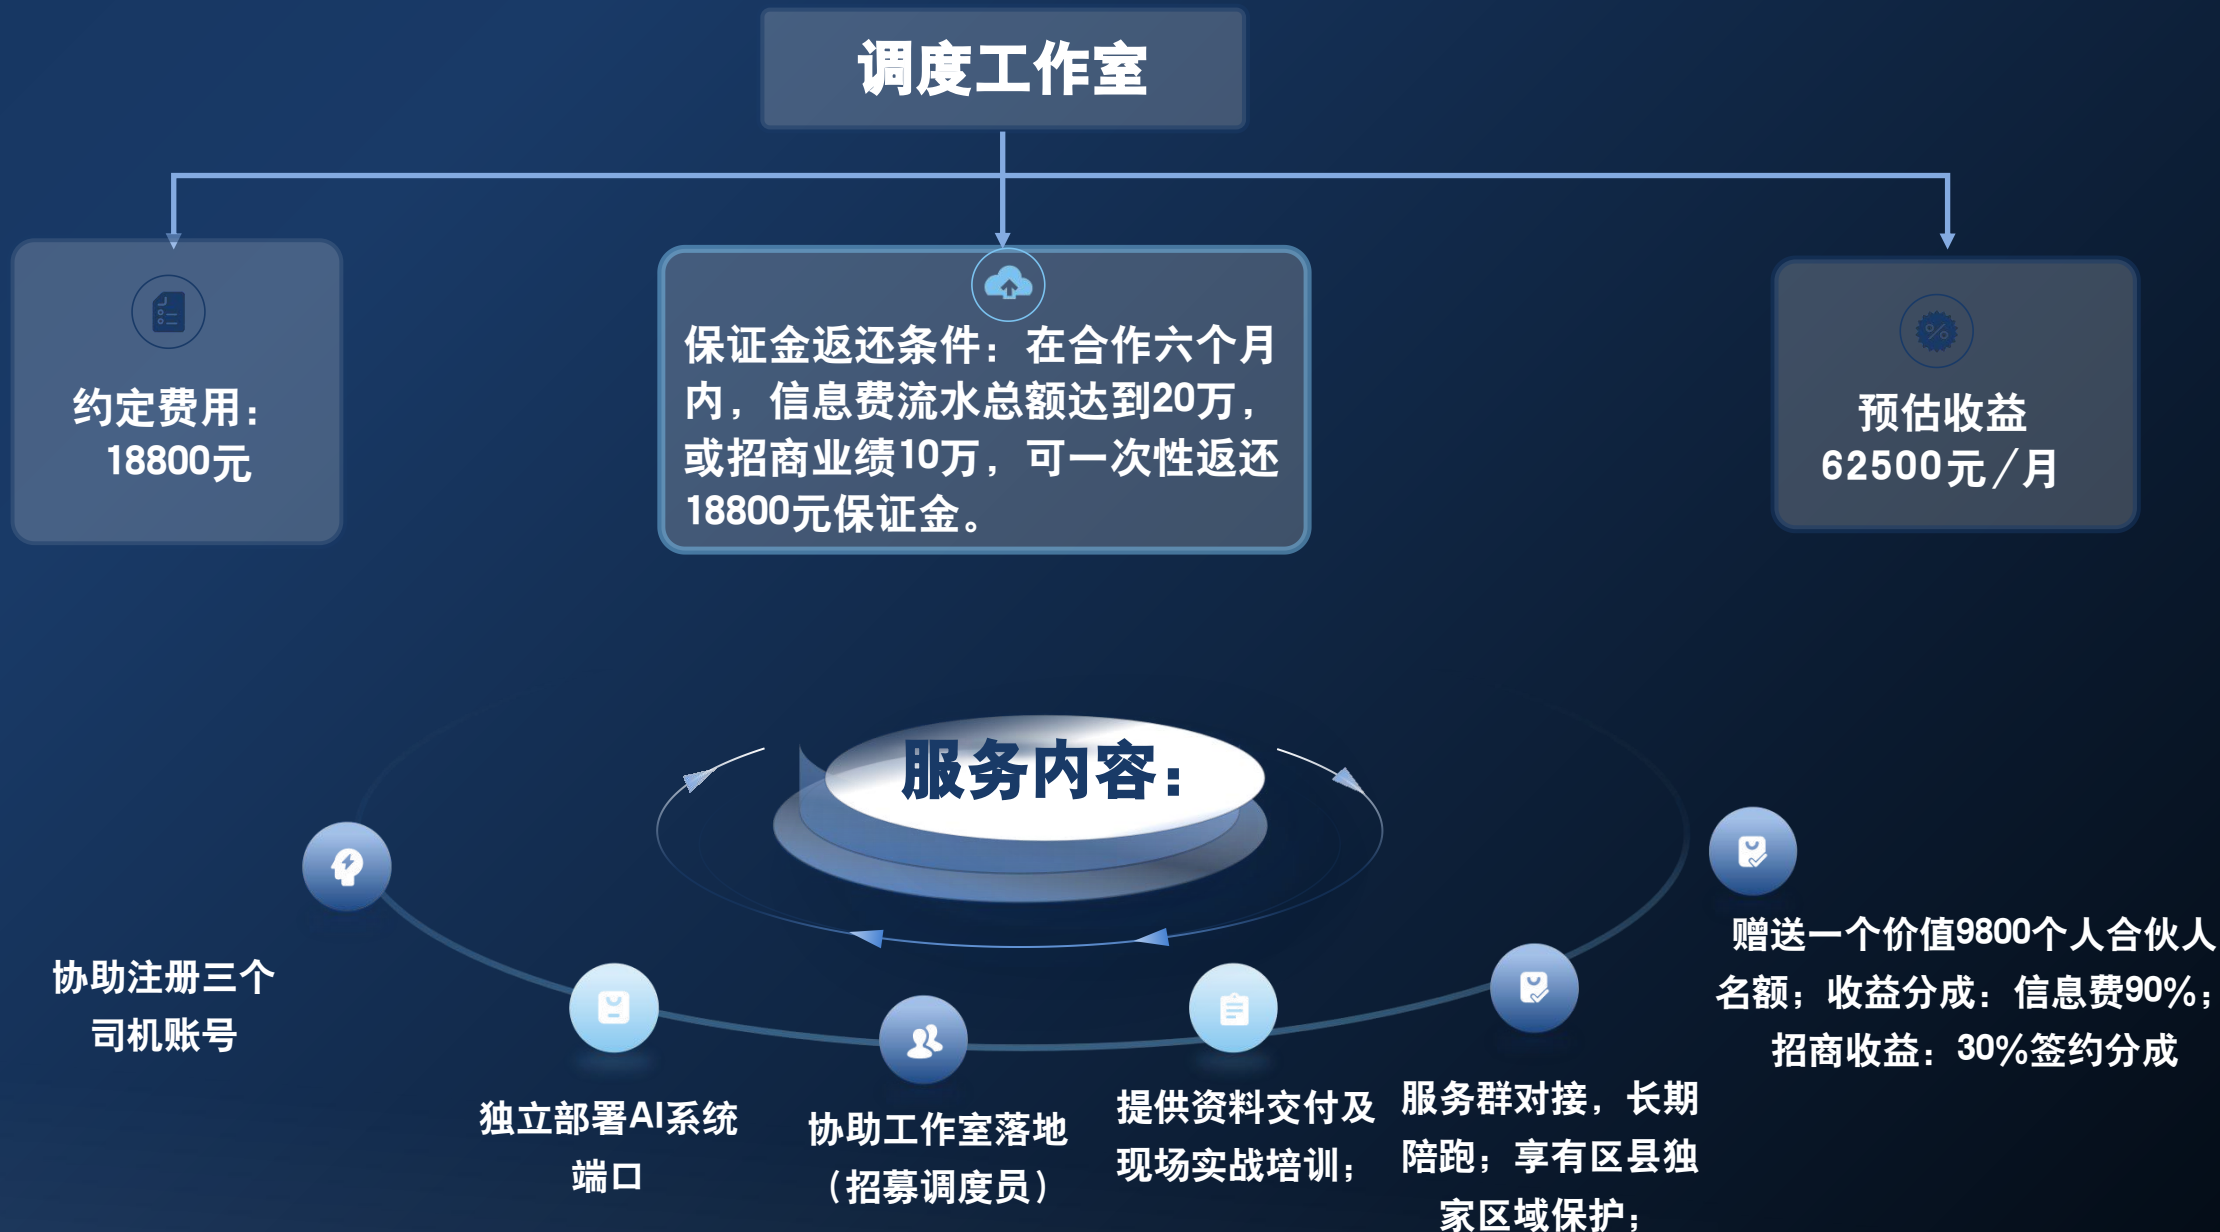 调度工作室
约定费用：
18800元
保证金返还条件：在合作六个月
内，信息费流水总额达到20万，
或招商业绩10万，可一次性返还
18800元保证金。
预估收益
62500元/月
服务内容：
协助注册三个
司机账号
独立部署AI系统
端口
协助工作室落地
（招募调度员）
提供资料交付及
现场实战培训；
服务群对接，长期
陪跑；享有区县独
家区域保护；
赠送一个价值9800个人合伙人
名额；收益分成：信息费90%；
招商收益：30%签约分成